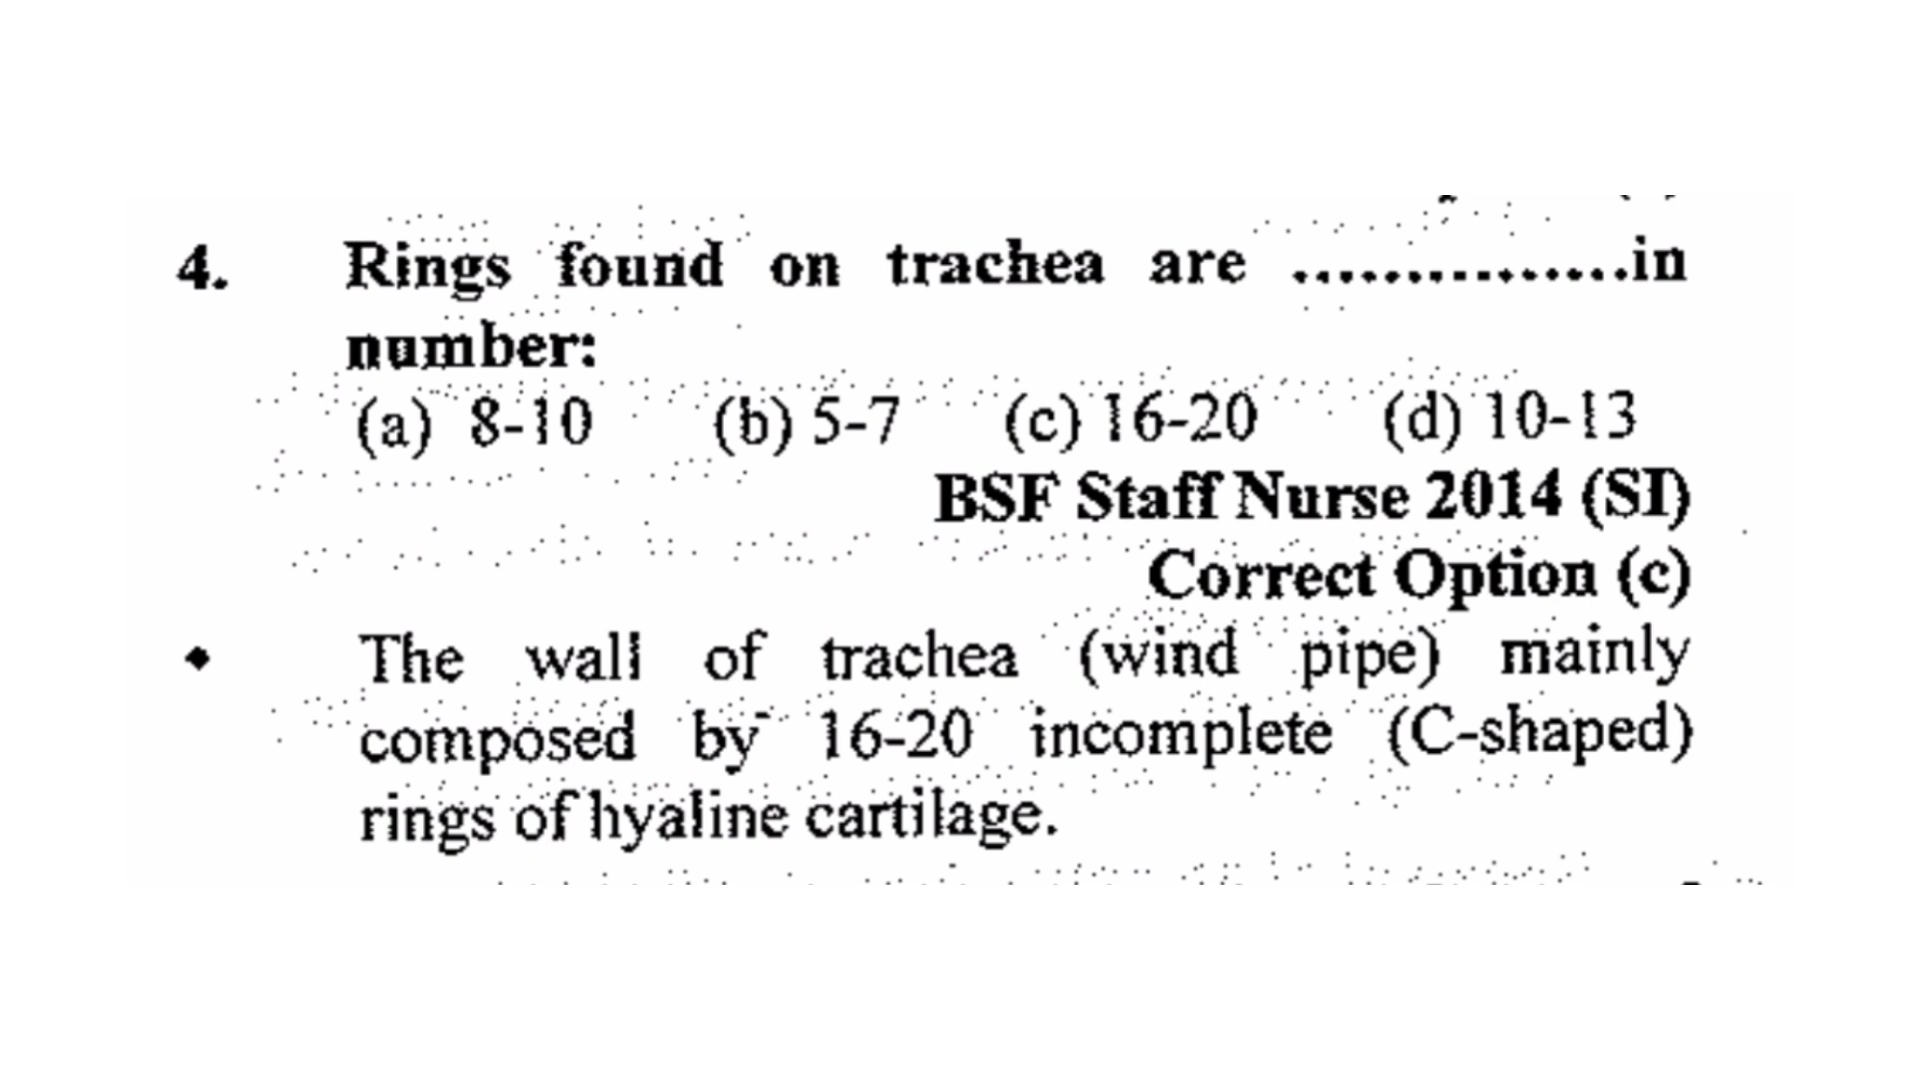 4. Rings found on trachea are ...............in
number:
(a) 8-10 (b) 5-7 (c) 16-20 (d) 10-13
BSF Staff Nurse 2014 (SI)
Correct Option (c)
◆ The wall of trachea (wind pipe) mainly
composed by 16-20 incomplete (C-shaped)
rings of hyaline cartilage.